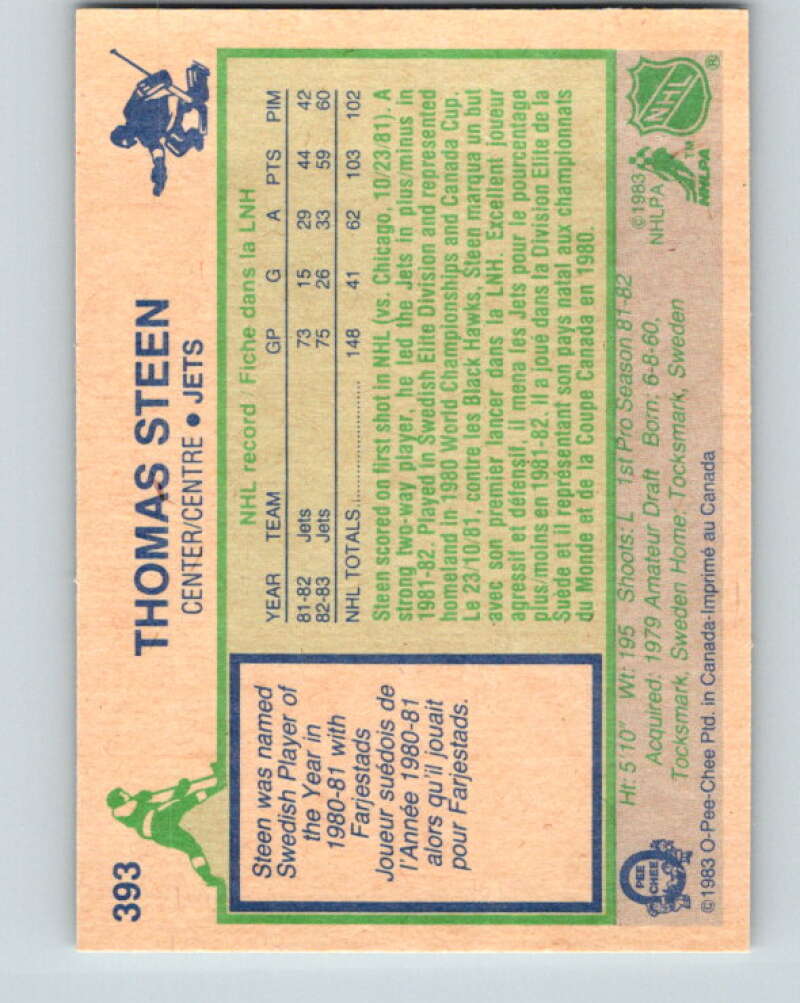 393
THOMAS STEEN
CENTER/CENTRE • JETS
Steen was named
Swedish Player of
the Year in
1980-81 with
Farjestads
Joueur suédois de
l'Année 1980-81
alors qu'il jouait
pour Farjestads.
NHL record / Fiche dans la LNH
YEAR TEAM GP G A PTS PIM
81-82 Jets 73 15 29 44 42
82-83 Jets 75 26 33 59 60
NHL TOTALS 148 41 62 103 102
Steen scored on first shot in NHL (vs. Chicago, 10/23/81). A
strong two-way player, he led the Jets in plus/minus in
1981-82. Played in Swedish Elite Division and represented
homeland in 1980 World Championships and Canada Cup.
Le 23/10/81, contre les Black Hawks, Steen marqua un but
avec son premier lancer dans la LNH. Excellent joueur
agressif et défensif, il mena les Jets pour le pourcentage
plus/moins en 1981-82. Il a joué dans la Division Elite de la
Suède et il représentant son pays natal aux championnats
du Monde et de la Coupe Canada en 1980.
Ht: 5'10" Wt: 195 Shoots: L 1st Pro Season 81-82
Acquired: 1979 Amateur Draft Born: 6-8-60,
Tocksmark, Sweden Home: Tocksmark, Sweden
©1983
NHLPA
NHL
®
TM
NHLPA
O
PEE
CHEE
©1983 O-Pee-Chee Ptd. in Canada-Imprimé au Canada